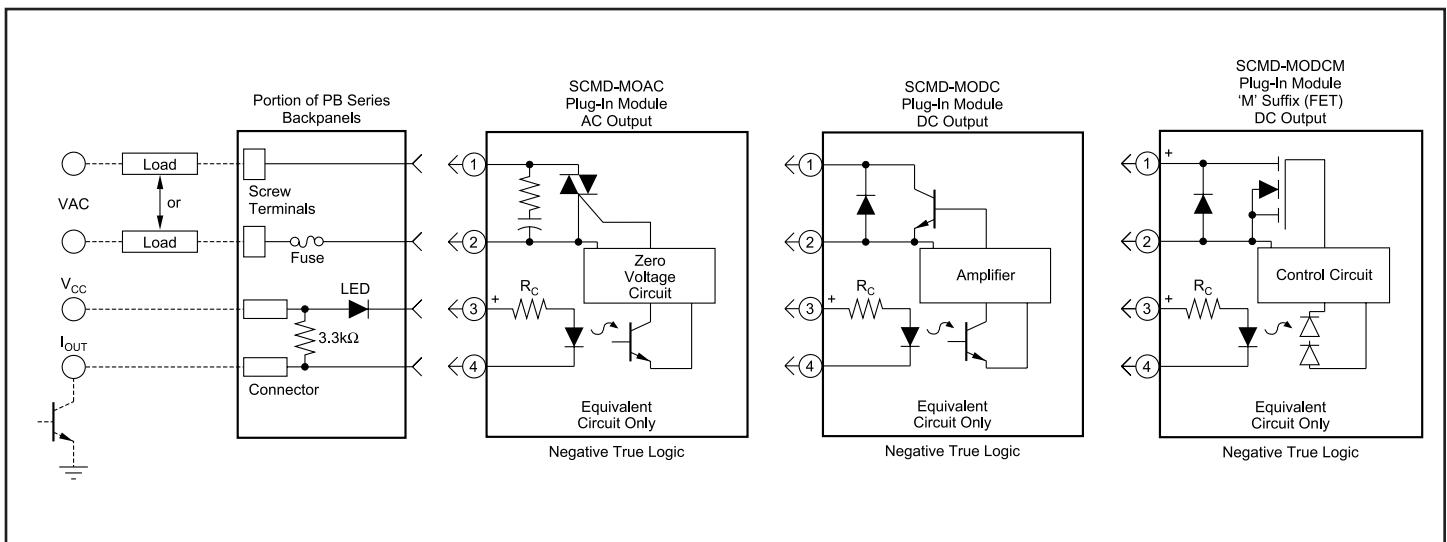 Portion of PB Series
Backpanels
Load
Screw
Terminals
VAC
or
Load
Fuse
VCC
LED
3.3kΩ
IOUT
Connector
SCMD-MOAC
Plug-In Module
AC Output
1
2
Zero
Voltage
Circuit
3
+
RC
4
Equivalent
Circuit Only
Negative True Logic
SCMD-MODC
Plug-In Module
DC Output
1
2
Amplifier
3
+
RC
4
Equivalent
Circuit Only
Negative True Logic
SCMD-MODCM
Plug-In Module
'M' Suffix (FET)
DC Output
1
+
2
Control Circuit
3
+
RC
4
Equivalent
Circuit Only
Negative True Logic